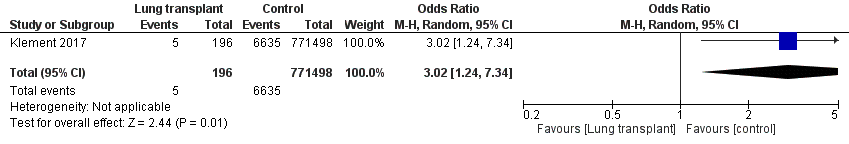 Lung transplant Control Odds Ratio Odds Ratio
Study or Subgroup Events Total Events Total Weight M-H, Random, 95% CI M-H, Random, 95% CI
Klement 2017 5 196 6635 771498 100.0% 3.02 [1.24, 7.34]
Total (95% CI) 196 771498 100.0% 3.02 [1.24, 7.34]
Total events 5 6635
Heterogeneity: Not applicable
Test for overall effect: Z = 2.44 (P = 0.01)
0.2 0.5 1 2 5
Favours [Lung transplant] Favours [control]